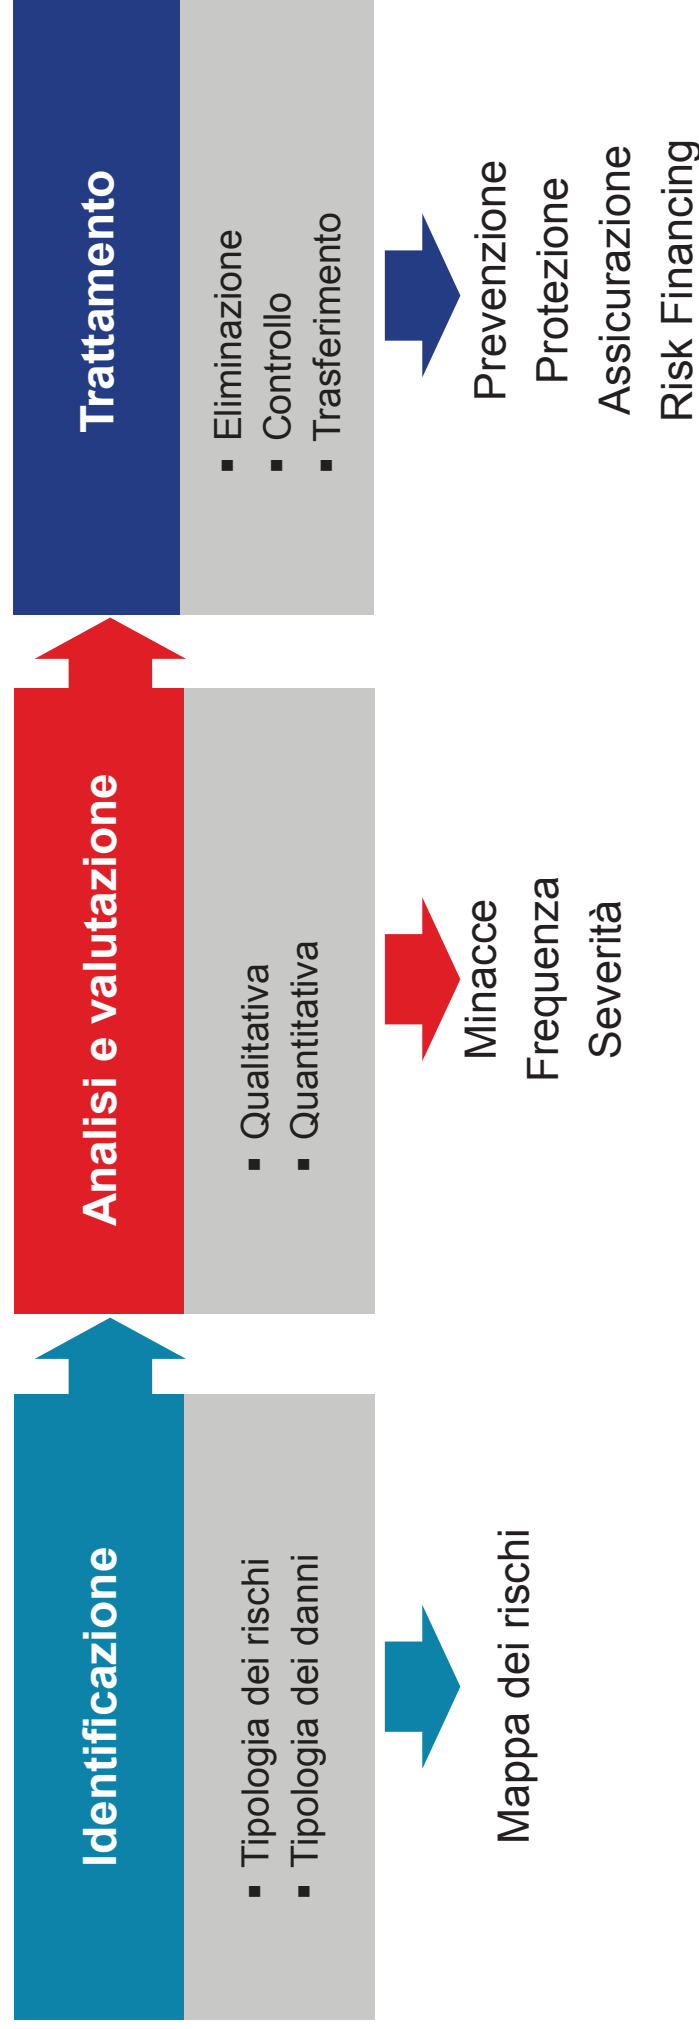 Identificazione
▪ Tipologia dei rischi
▪ Tipologia dei danni
Mappa dei rischi
Analisi e valutazione
▪ Qualitativa
▪ Quantitativa
Minacce
Frequenza
Severità
Trattamento
▪ Eliminazione
▪ Controllo
▪ Trasferimento
Prevenzione
Protezione
Assicurazione
Risk Financing